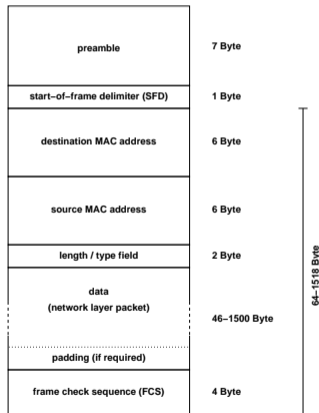 preamble 7 Byte
start-of-frame delimiter (SFD) 1 Byte
destination MAC address 6 Byte
source MAC address 6 Byte
length / type field 2 Byte
data
(network layer packet)
46-1500 Byte
padding (if required)
frame check sequence (FCS) 4 Byte
64-1518 Byte